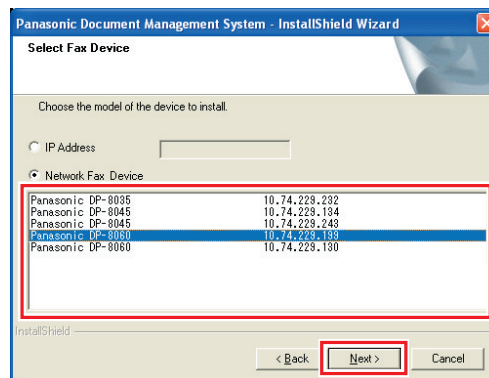 Panasonic Document Management System - InstallShield Wizard
Select Fax Device
Choose the model of the device to install.
IP Address
Network Fax Device
Panasonic DP-8035 10.74.229.232
Panasonic DP-8045 10.74.229.134
Panasonic DP-8045 10.74.229.243
Panasonic DP-8060 10.74.229.199
Panasonic DP-8060 10.74.229.130
InstallShield
< Back Next > Cancel